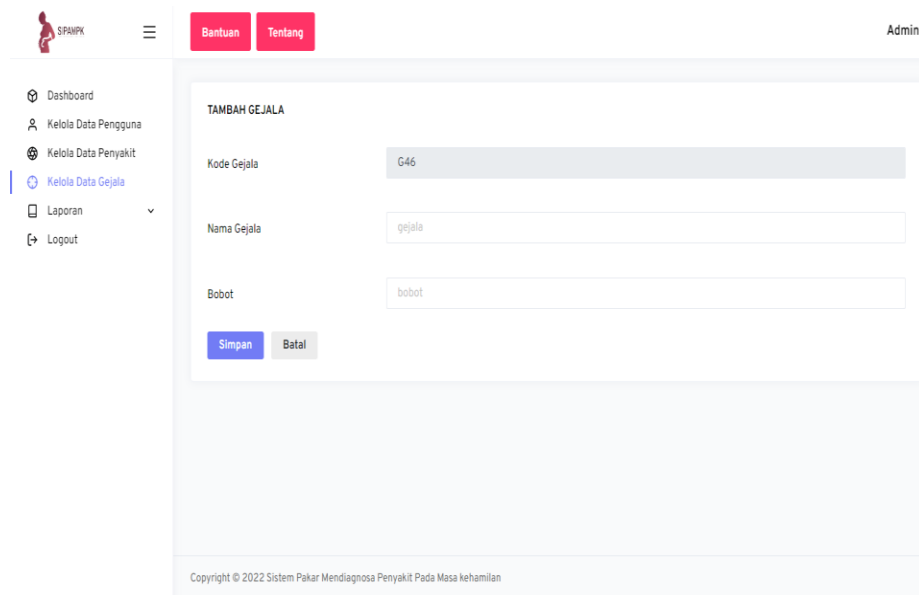 SIPAMPK
Bantuan Tentang Admin
Dashboard
Kelola Data Pengguna
Kelola Data Penyakit
Kelola Data Gejala
Laporan
Logout
TAMBAH GEJALA
Kode Gejala G46
Nama Gejala gejala
Bobot bobot
Simpan Batal
Copyright © 2022 Sistem Pakar Mendiagnosa Penyakit Pada Masa kehamilan